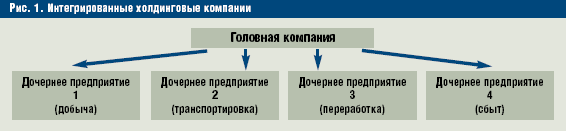 Рис. 1. Интегрированные холдинговые компании
Головная компания
Дочернее предприятие
1
(добыча)
Дочернее предприятие
2
(транспортировка)
Дочернее предприятие
3
(переработка)
Дочернее предприятие
4
(сбыт)